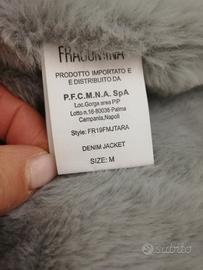 FRACOMINA
PRODOTTO IMPORTATO E
E DISTRIBUITO DA
P.F.C.M.N.A. SpA
Loc.Gorga area PIP
Lotto n.16-80036 Palma
Campania,Napoli
Style: FR19FMJTARA
DENIM JACKET
SIZE: M
subito